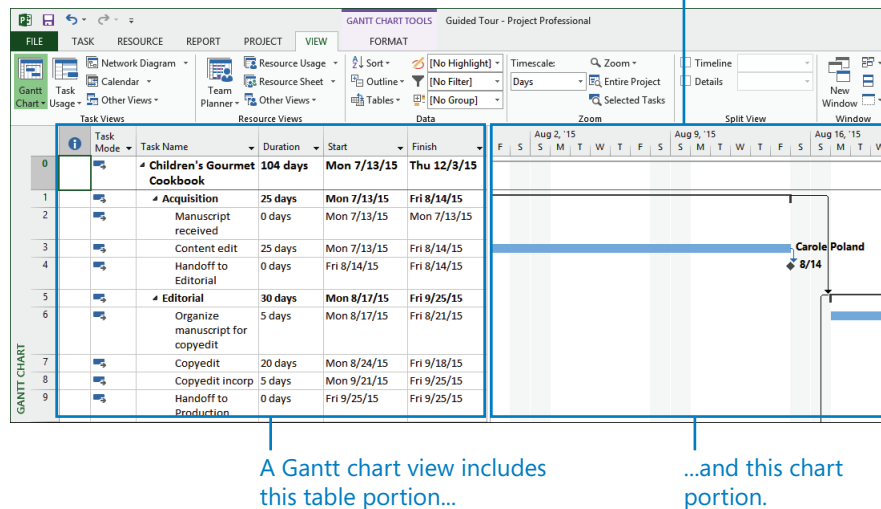 GANTT CHART TOOLS Guided Tour - Project Professional
FILE TASK RESOURCE REPORT PROJECT VIEW FORMAT
Gantt Chart
Task Usage
Network Diagram
Calendar
Other Views
Task Views
Team Planner
Resource Usage
Resource Sheet
Other Views
Resource Views
Sort
Outline
Tables
[No Highlight]
[No Filter]
[No Group]
Data
Timescale:
Days
Zoom
Entire Project
Selected Tasks
Zoom
Timeline
Details
Split View
New Window
Window
Task Mode Task Name Duration Start Finish
Aug 2, '15 Aug 9, '15 Aug 16, '15
F S S M T W T F S S M T W T F S S M T W
0 Children's Gourmet Cookbook 104 days Mon 7/13/15 Thu 12/3/15
1 Acquisition 25 days Mon 7/13/15 Fri 8/14/15
2 Manuscript received 0 days Mon 7/13/15 Mon 7/13/15
3 Content edit 25 days Mon 7/13/15 Fri 8/14/15 Carole Poland
4 Handoff to Editorial 0 days Fri 8/14/15 Fri 8/14/15 8/14
5 Editorial 30 days Mon 8/17/15 Fri 9/25/15
6 Organize manuscript for copyedit 5 days Mon 8/17/15 Fri 8/21/15
7 Copyedit 20 days Mon 8/24/15 Fri 9/18/15
8 Copyedit incorp 5 days Mon 9/21/15 Fri 9/25/15
9 Handoff to Production 0 days Fri 9/25/15 Fri 9/25/15
GANTT CHART
A Gantt chart view includes
this table portion...
...and this chart
portion.